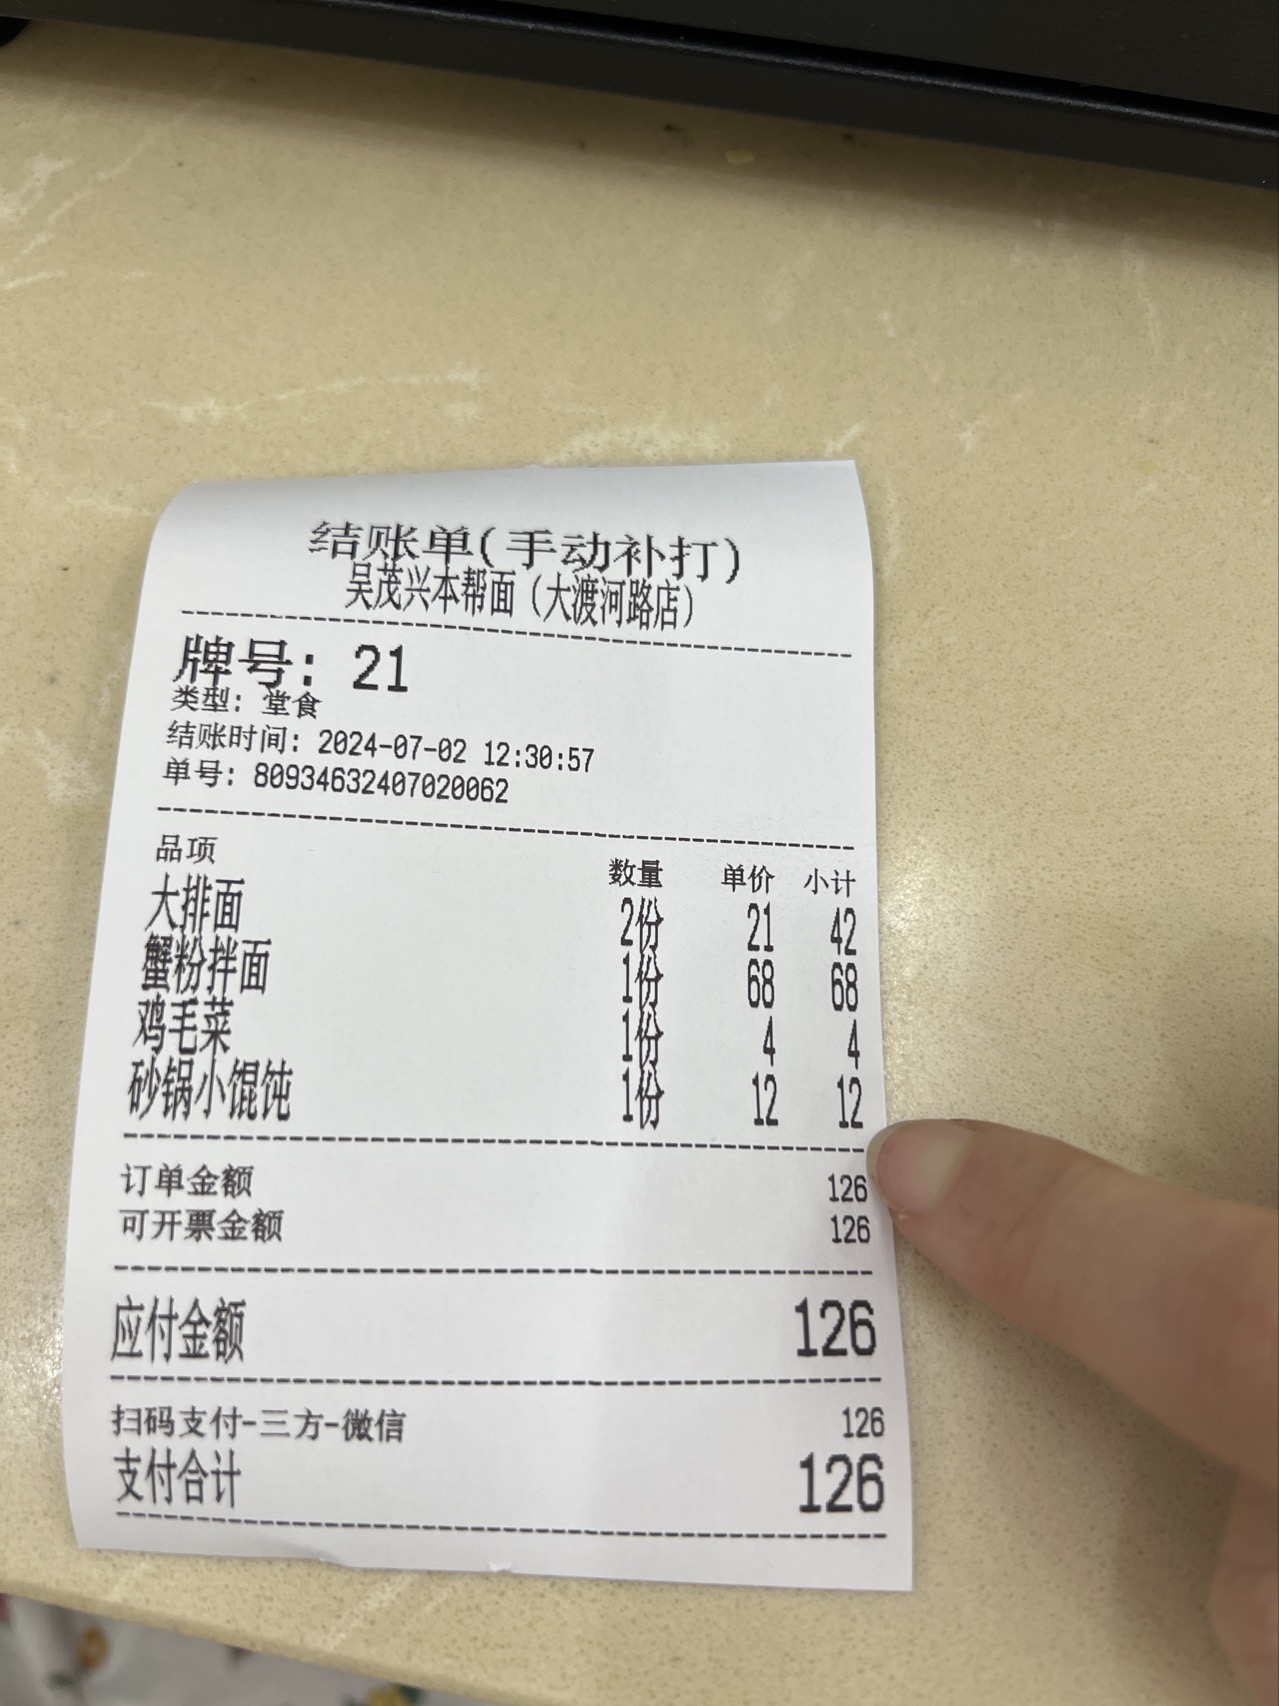 结账单(手动补打)
吴茂兴本帮面（大渡河路店）
牌号: 21
类型: 堂食
结账时间: 2024-07-02 12:30:57
单号: 80934632407020062
品项 数量 单价 小计
大排面 2份 21 42
蟹粉拌面 1份 68 68
鸡毛菜 1份 4 4
砂锅小馄饨 1份 12 12
订单金额 126
可开票金额 126
应付金额 126
扫码支付-三方-微信 126
支付合计 126